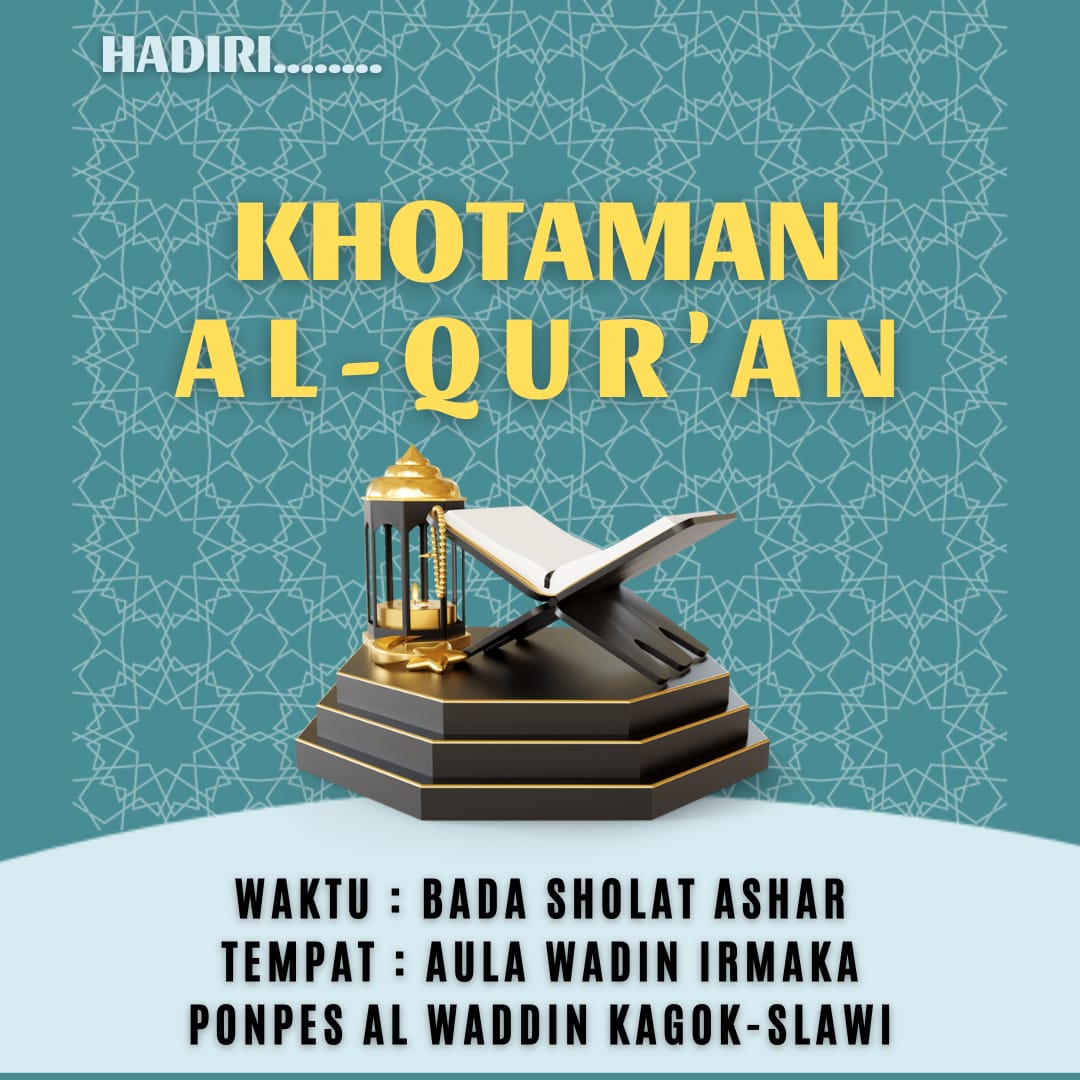 HADIRI........
KHOTAMAN
AL-QUR'AN
WAKTU : BADA SHOLAT ASHAR
TEMPAT : AULA WADIN IRMAKA
PONPES AL WADDIN KAGOK-SLAWI